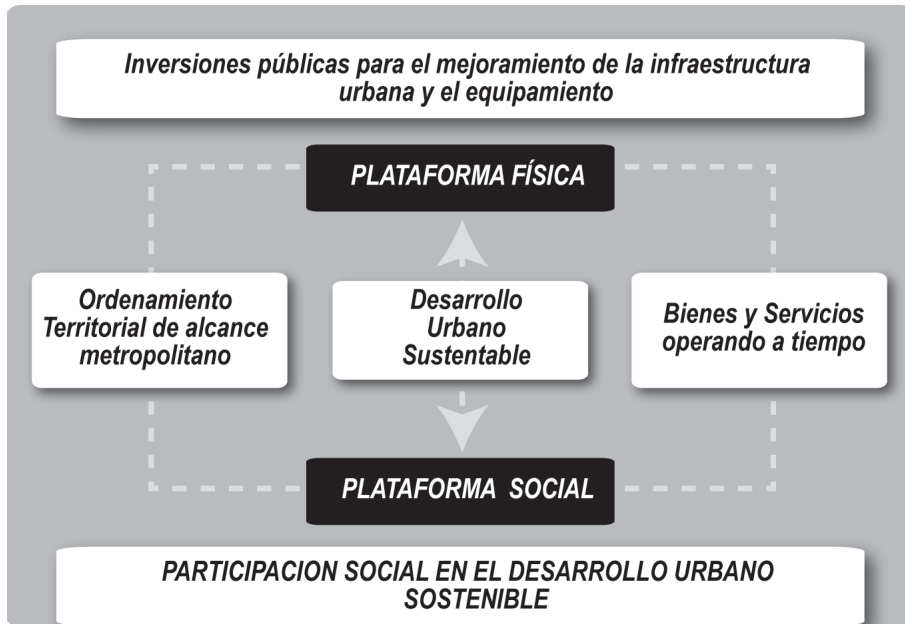 Inversiones públicas para el mejoramiento de la infraestructura
urbana y el equipamiento
PLATAFORMA FÍSICA
Ordenamiento
Territorial de alcance
metropolitano
Desarrollo
Urbano
Sustentable
Bienes y Servicios
operando a tiempo
PLATAFORMA SOCIAL
PARTICIPACION SOCIAL EN EL DESARROLLO URBANO
SOSTENIBLE